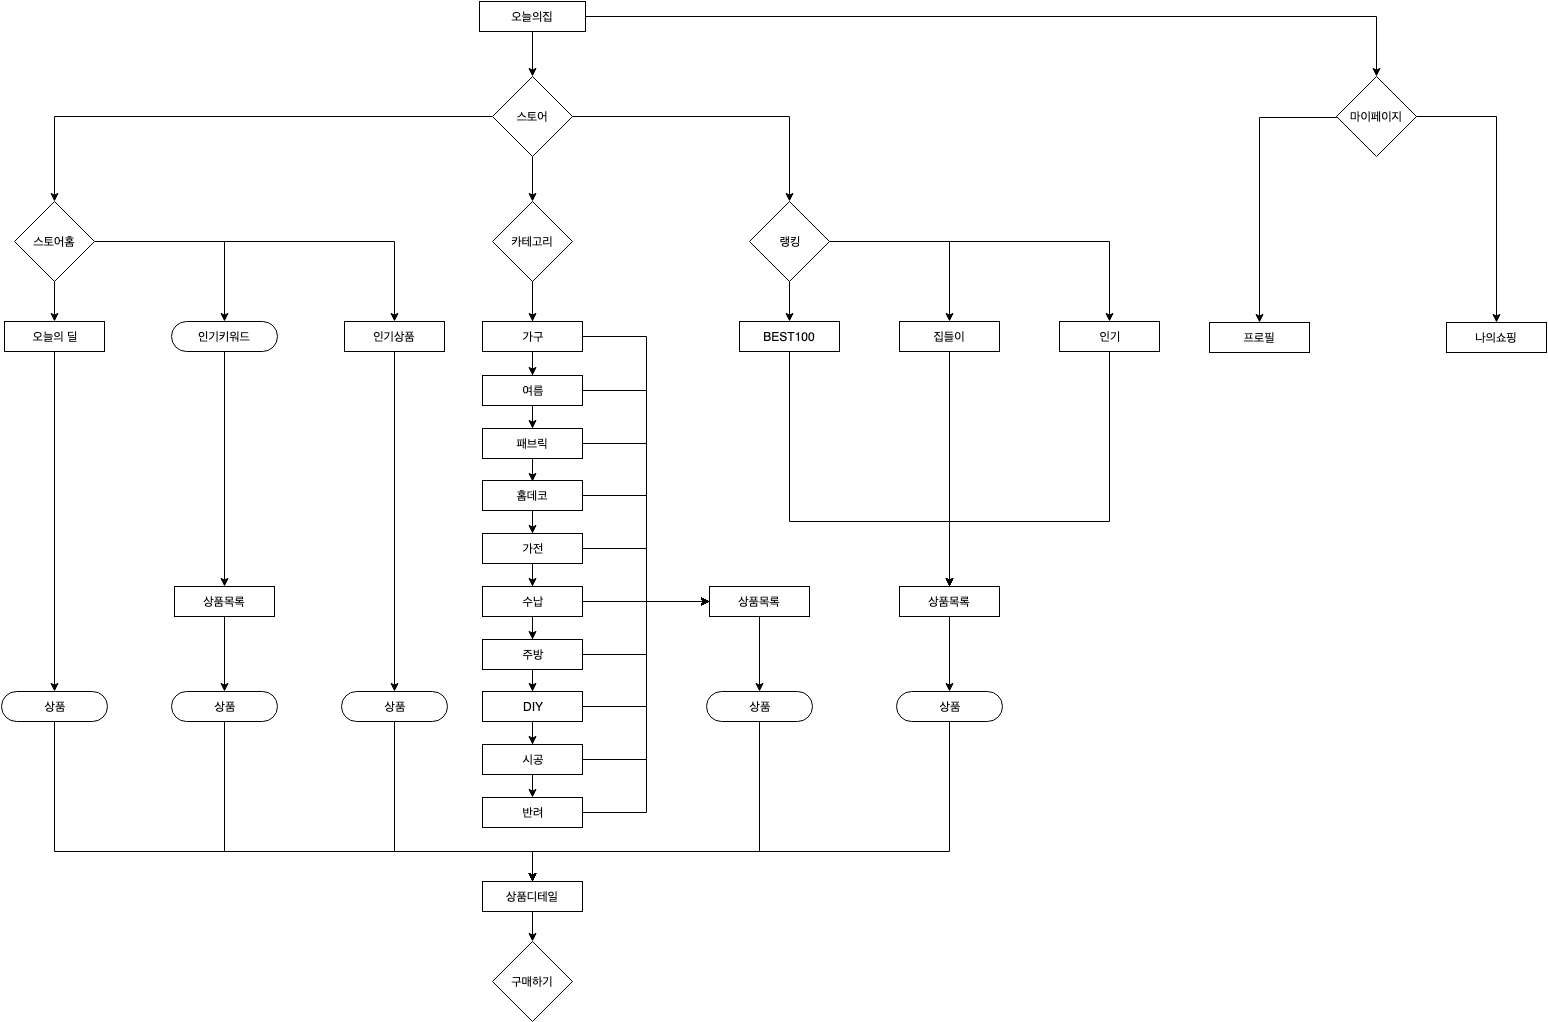 오늘의집
스토어
마이페이지
스토어홈
카테고리
랭킹
오늘의 딜
인기키워드
인기상품
가구
BEST100
집들이
인기
프로필
나의쇼핑
여름
패브릭
홈데코
가전
상품목록
수납
상품목록
상품목록
주방
상품
상품
상품
DIY
상품
상품
시공
반려
상품디테일
구매하기